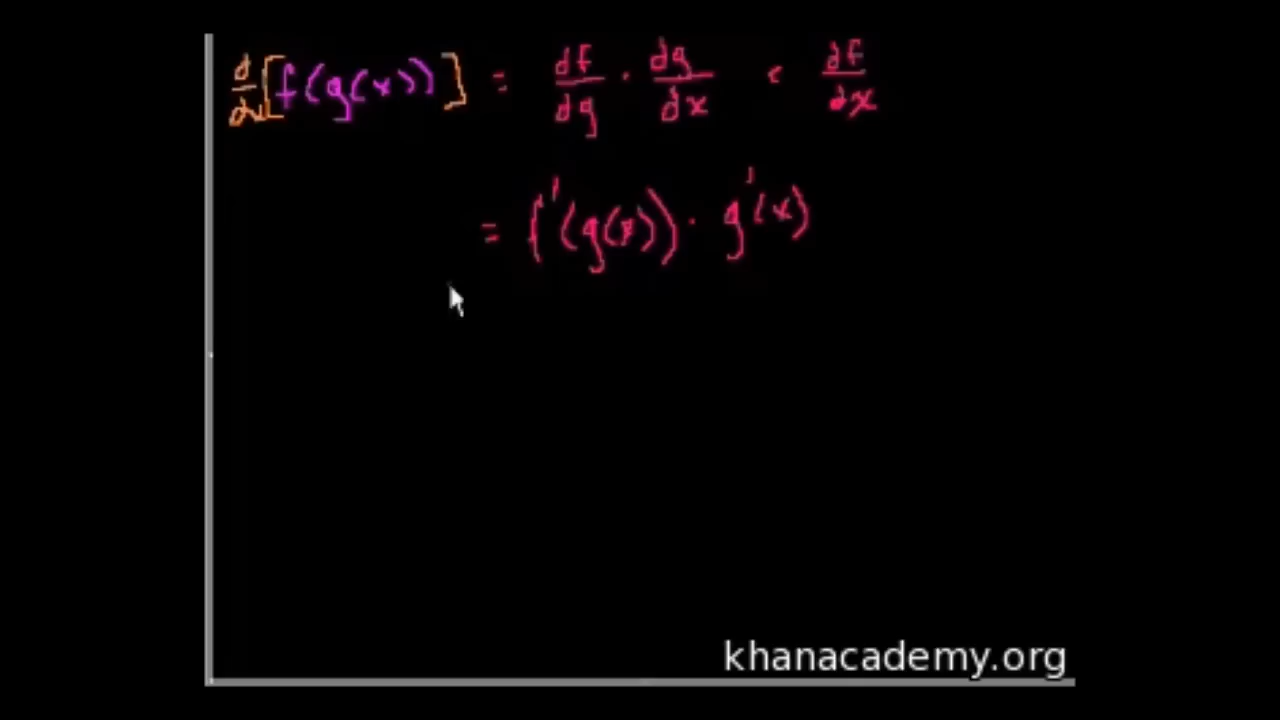 d/dx [f(g(x))] = df/dg · dg/dx = df/dx
= f'(g(x)) · g'(x)
khanacademy.org